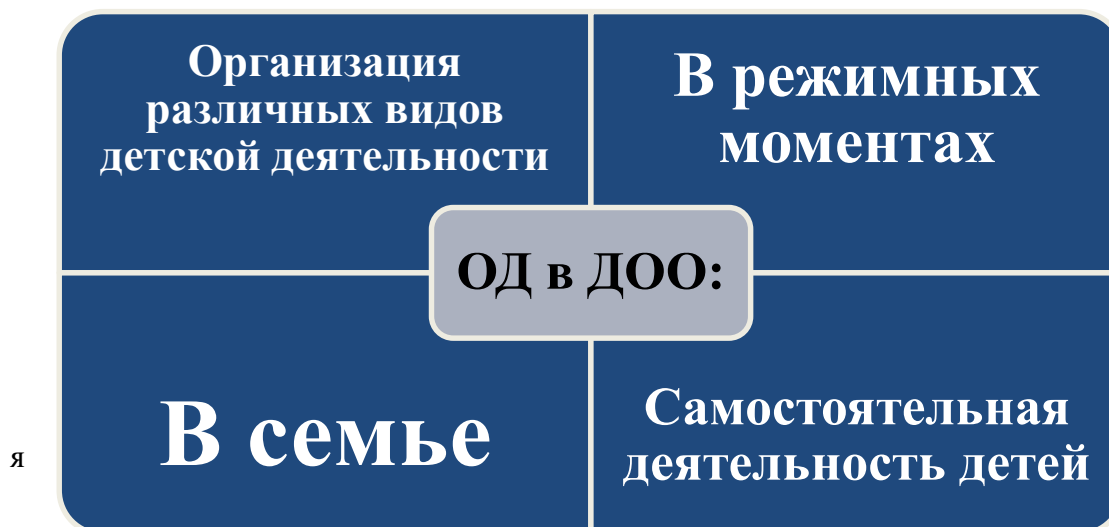 Организация
различных видов
детской деятельности
В режимных
моментах
ОД в ДОО:
В семье
Самостоятельная
деятельность детей
я